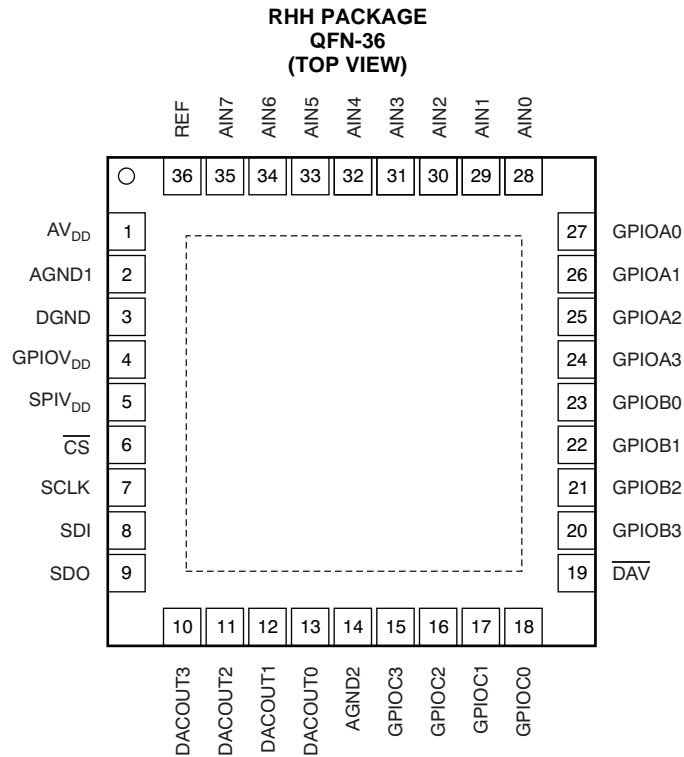 RHH PACKAGE
QFN-36
(TOP VIEW)
REF AIN7 AIN6 AIN5 AIN4 AIN3 AIN2 AIN1 AIN0
36 35 34 33 32 31 30 29 28
AVDD 1 27 GPIOA0
AGND1 2 26 GPIOA1
DGND 3 25 GPIOA2
GPIOVDD 4 24 GPIOA3
SPIVDD 5 23 GPIOB0
C̅S̅ 6 22 GPIOB1
SCLK 7 21 GPIOB2
SDI 8 20 GPIOB3
SDO 9 19 D̅A̅V̅
10 11 12 13 14 15 16 17 18
DACOUT3 DACOUT2 DACOUT1 DACOUT0 AGND2 GPIOC3 GPIOC2 GPIOC1 GPIOC0